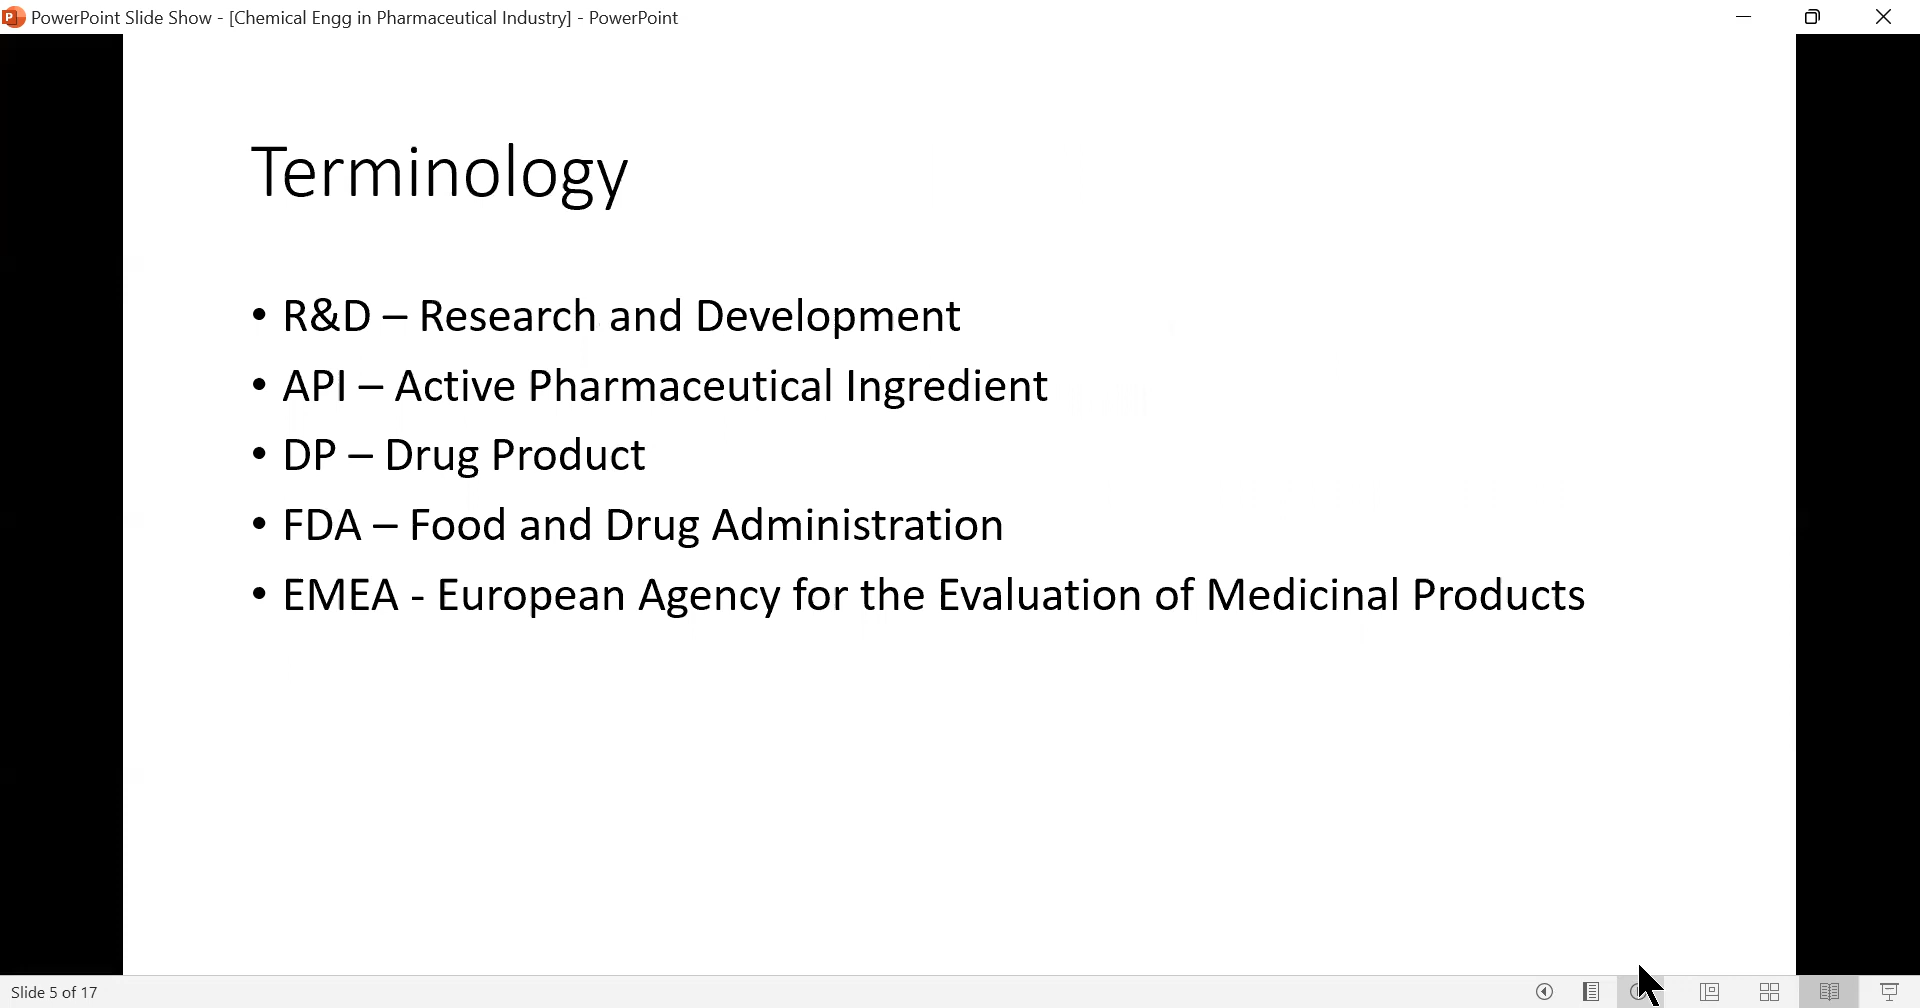 PowerPoint Slide Show - [Chemical Engg in Pharmaceutical Industry] - PowerPoint
Terminology
• R&D – Research and Development
• API – Active Pharmaceutical Ingredient
• DP – Drug Product
• FDA – Food and Drug Administration
• EMEA - European Agency for the Evaluation of Medicinal Products
Slide 5 of 17